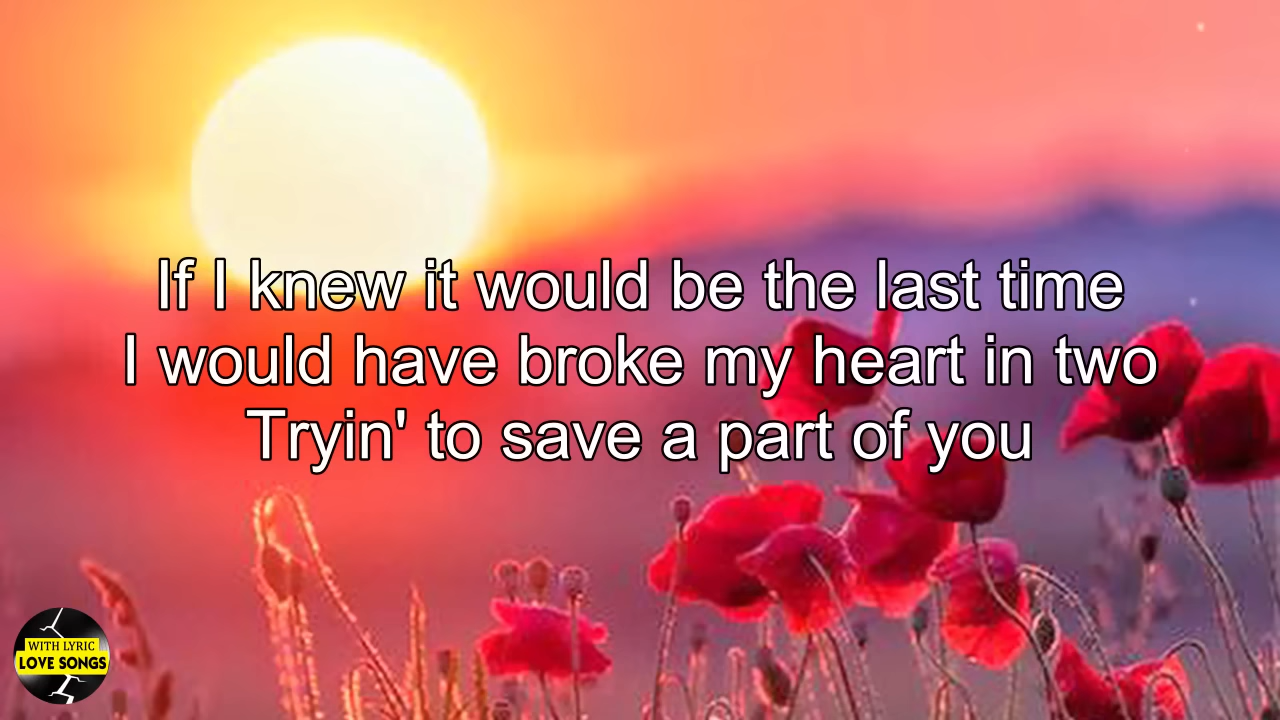 If I knew it would be the last time
I would have broke my heart in two
Tryin' to save a part of you
WITH LYRIC
LOVE SONGS